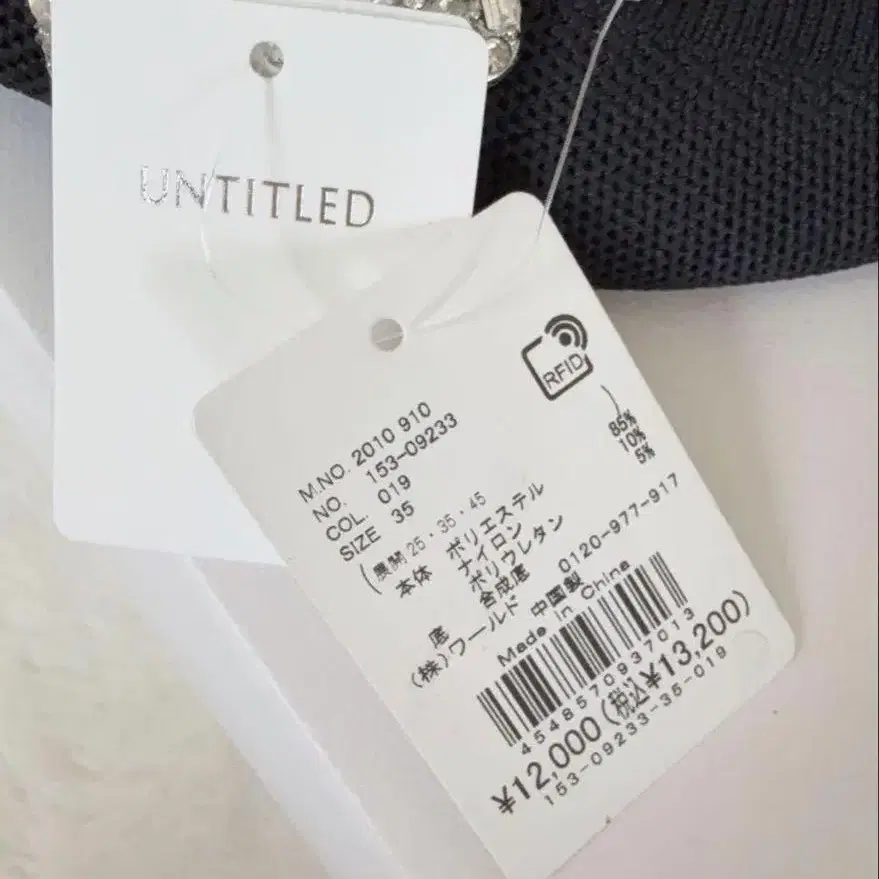 UNTITLED
RFID
M.NO. 2010 910
NO. 153-09233
COL. 019
SIZE 35
(展開 25・35・45
本体 ポリエステル 85%
ナイロン 10%
ポリウレタン 5%
底 合成底
(株)ワールド 0120-977-917
中国製
Made In China
4548570937013
¥12,000(税込¥13,200)
153-09233-35-019